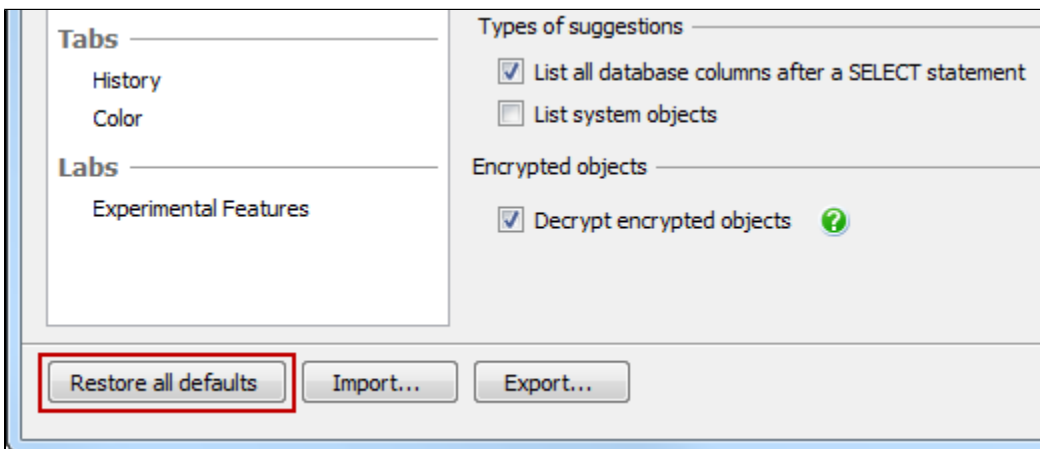 Tabs
History
Color
Labs
Experimental Features
Types of suggestions
List all database columns after a SELECT statement
List system objects
Encrypted objects
Decrypt encrypted objects ?
Restore all defaults
Import...
Export...